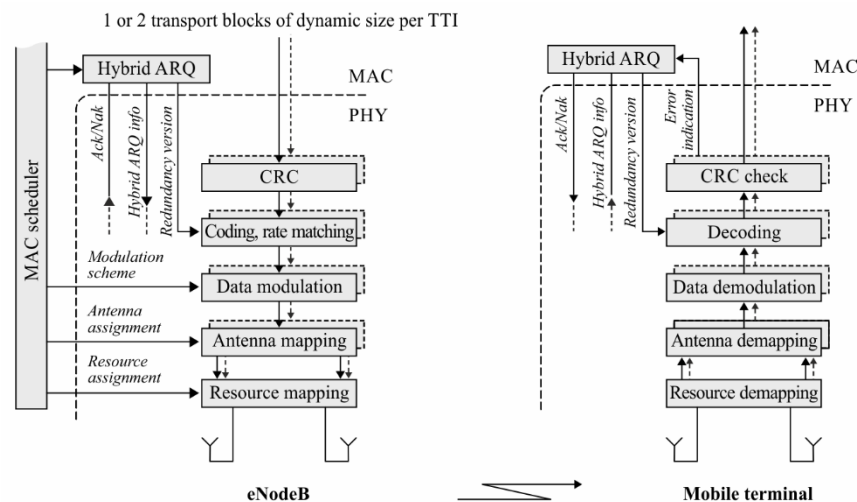 1 or 2 transport blocks of dynamic size per TTI
MAC scheduler
Hybrid ARQ
MAC
PHY
Ack/Nak
Hybrid ARQ info
Redundancy version
CRC
Coding, rate matching
Modulation
scheme
Data modulation
Antenna
assignment
Antenna mapping
Resource
assignment
Resource mapping
eNodeB
Hybrid ARQ
MAC
PHY
Ack/Nak
Hybrid ARQ info
Redundancy version
Error
indication
CRC check
Decoding
Data demodulation
Antenna demapping
Resource demapping
Mobile terminal